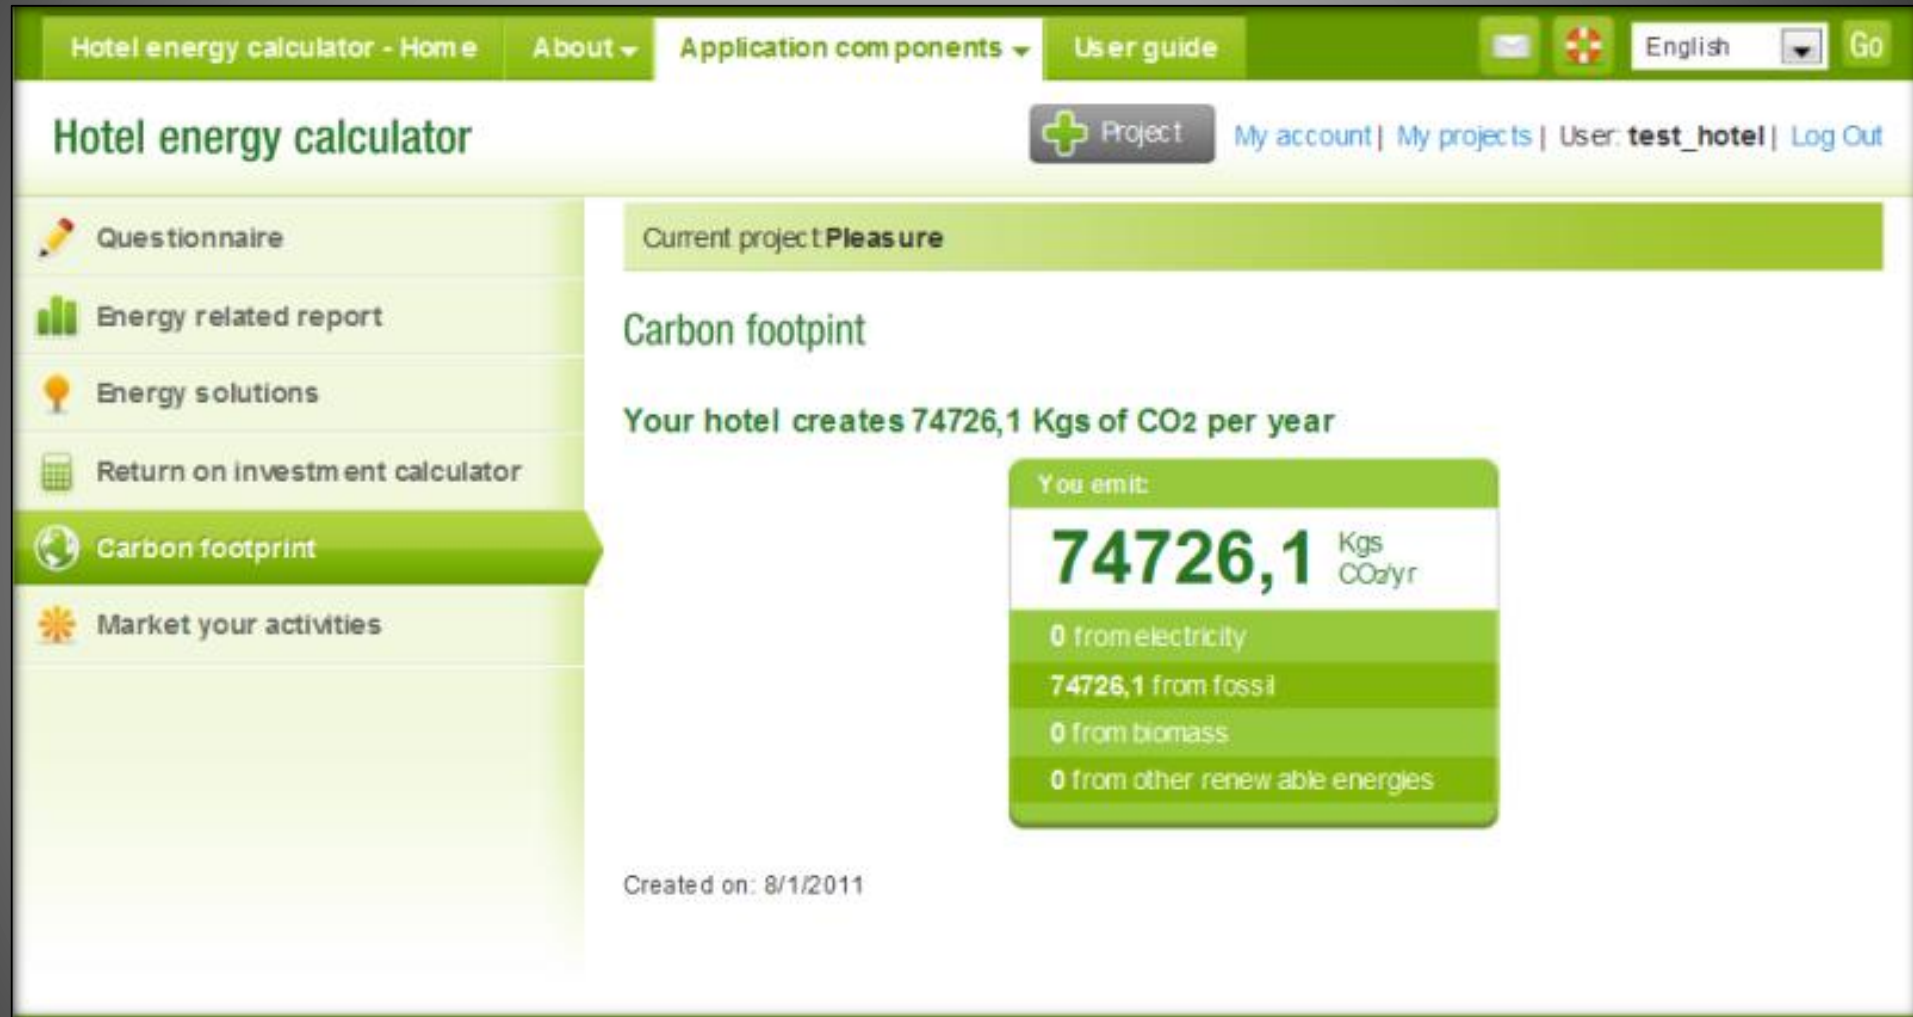 Hotel energy calculator - Home About Application components User guide English Go
Hotel energy calculator
Project My account | My projects | User: test_hotel | Log Out
Questionnaire
Energy related report
Energy solutions
Return on investment calculator
Carbon footprint
Market your activities
Current project:Pleasure
Carbon footpint
Your hotel creates 74726,1 Kgs of CO2 per year
You emit:
74726,1 Kgs
CO2/yr
0 from electricity
74726,1 from fossil
0 from biomass
0 from other renewable energies
Created on: 8/1/2011